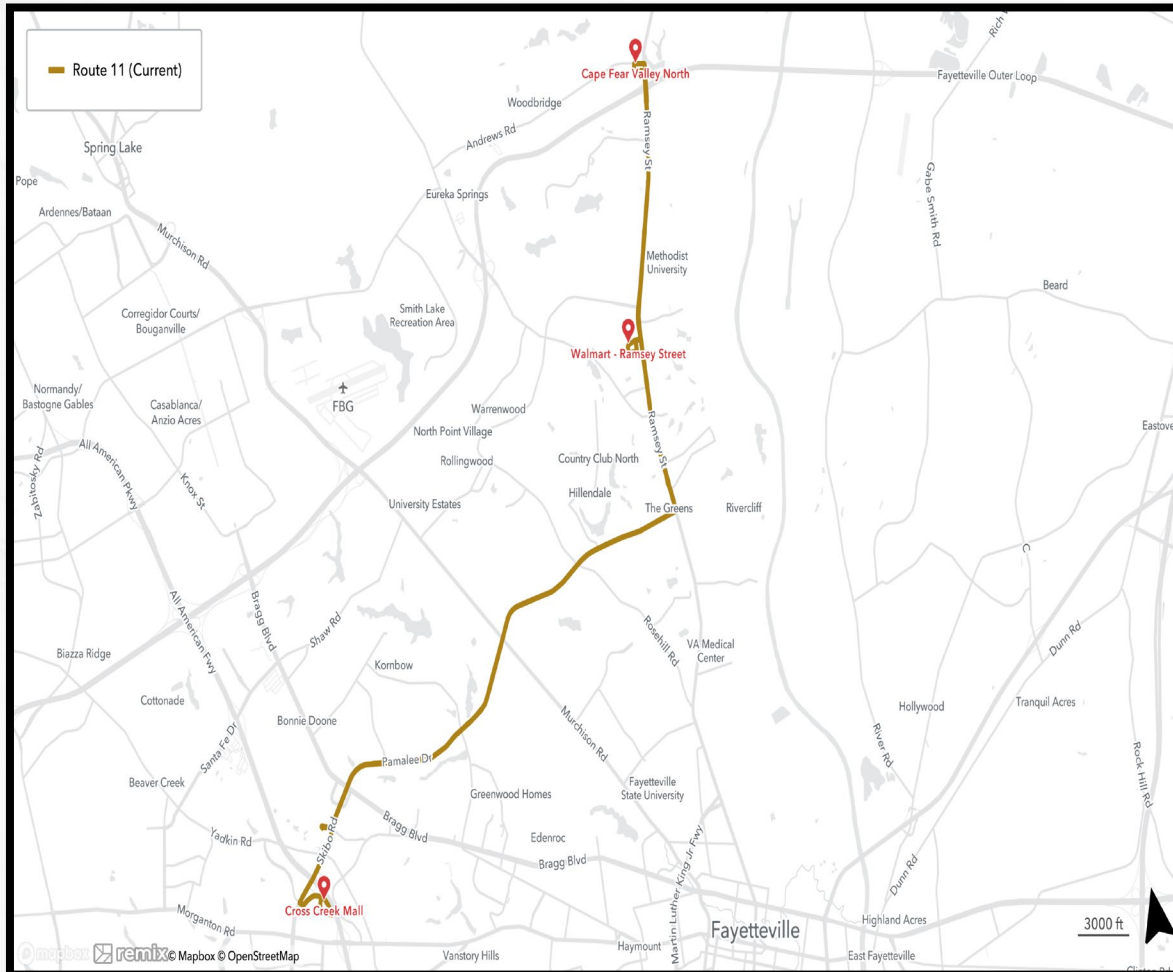 Route 11 (Current)
Rich
Cape Fear Valley North
Fayetteville Outer Loop
Woodbridge
Ramsey St
Andrews Rd
Spring Lake
Pope
Gabe Smith Rd
Eureka Springs
Ardennes/Bataan
Murchison Rd
Methodist
University
Beard
Smith Lake
Recreation Area
Corregidor Courts/
Bouganville
Walmart - Ramsey Street
Normandy/
Bastogne Gables
FBG
Casablanca/
Anzio Acres
Warrenwood
Ramsey St
Eastove
North Point Village
Zabitosky Rd
All American Pkwy
Rollingwood
Country Club North
Knox St
Hillendale
University Estates
The Greens
Rivercliff
C
All American Fwy
Bragg Blvd
Shaw Rd
Rosehill Rd
VA Medical
Center
Dunn Rd
Biazza Ridge
Kornbow
Cottonade
Hollywood
Tranquil Acres
Bonnie Doone
Murchison Rd
River Rd
Santa Fe Dr
Pamalee Dr
Rock Hill Rd
Beaver Creek
Greenwood Homes
Fayetteville
State University
Yadkin Rd
Skibo Rd
Bragg Blvd
Edenroc
Bragg Blvd
Martin Luther King Jr Fwy
Dunn Rd
Cross Creek Mall
Morganton Rd
Highland Acres
3000 ft
Fayetteville
Haymount
Vanstory Hills
East Fayetteville
mapbox remix © Mapbox © OpenStreetMap